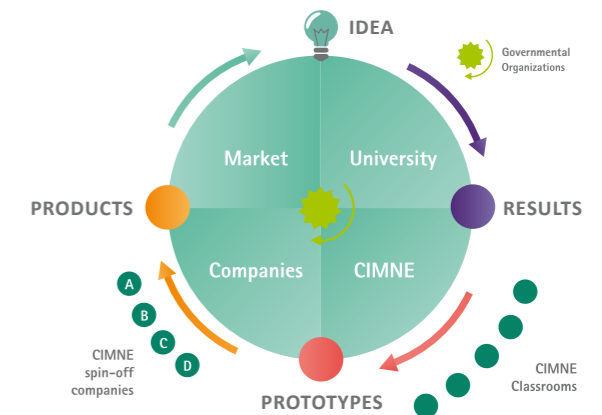 IDEA
Governmental
Organizations
Market
University
PRODUCTS
RESULTS
Companies
CIMNE
A
B
C
D
CIMNE
spin-off
companies
CIMNE
Classrooms
PROTOTYPES